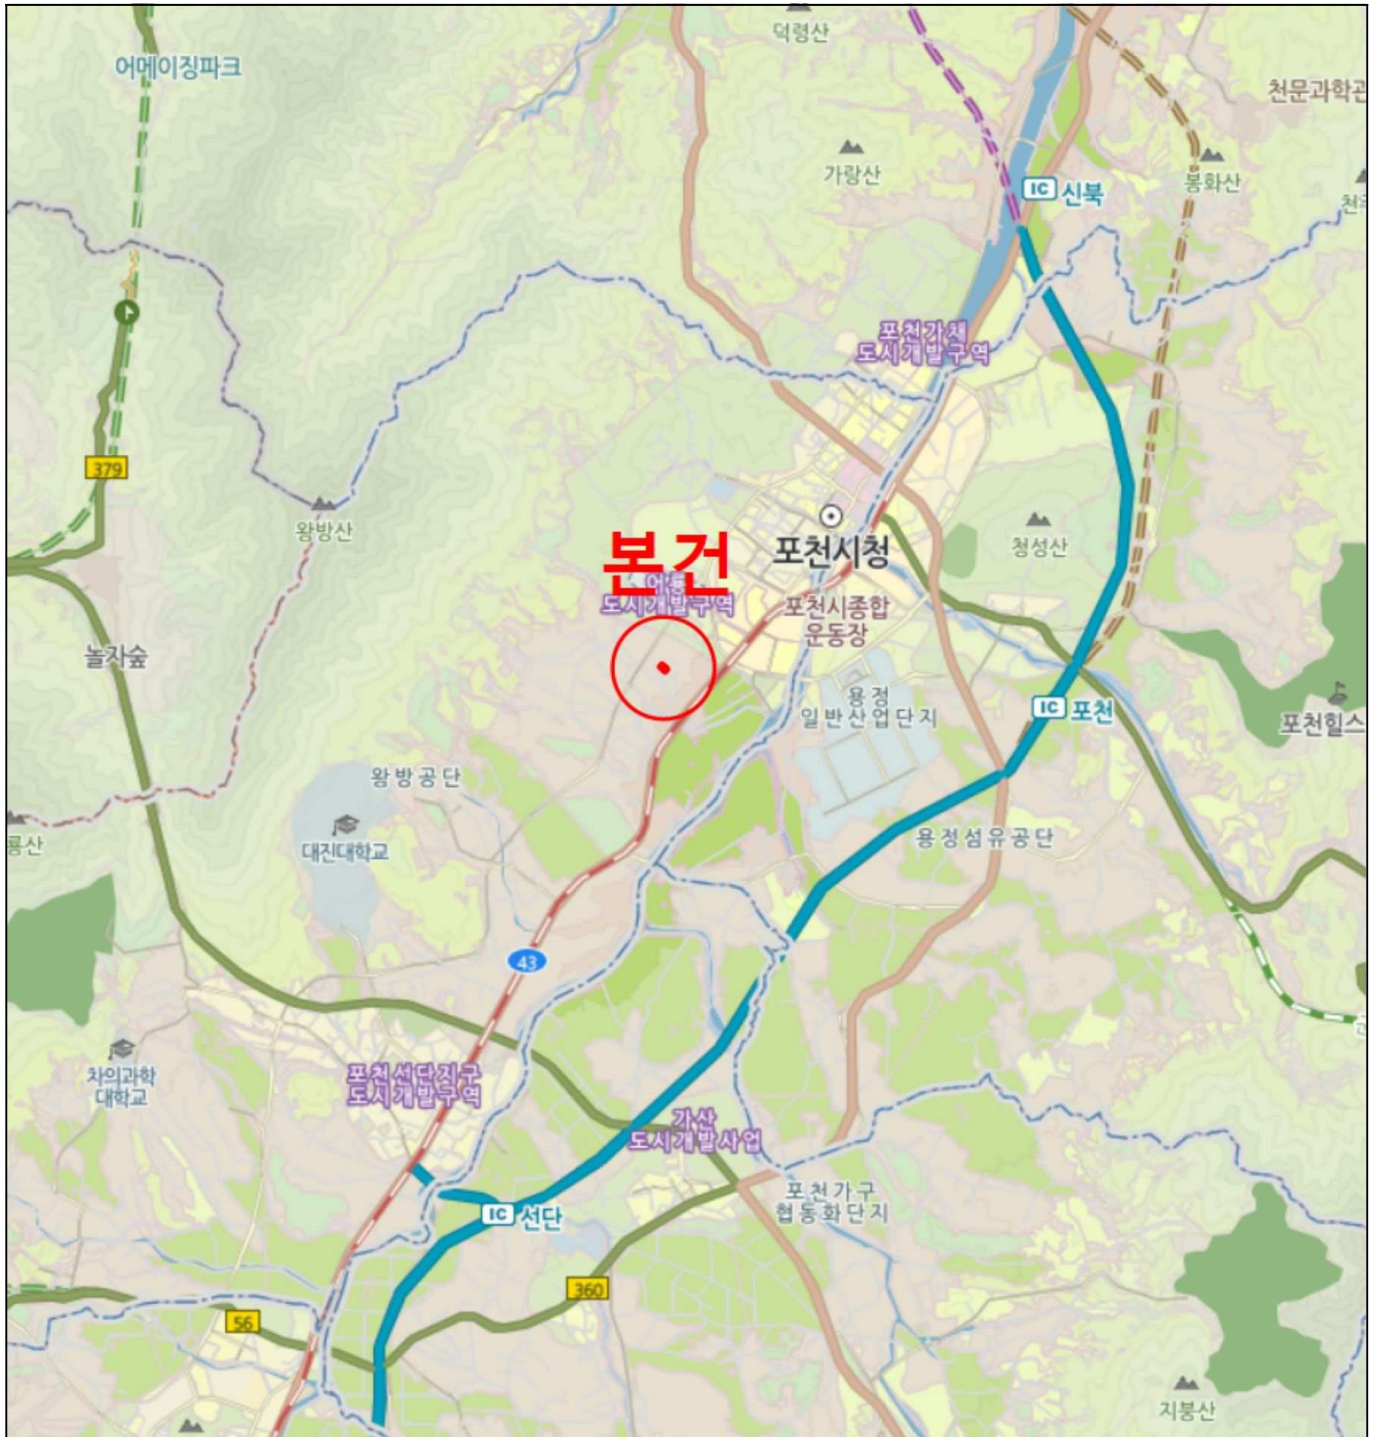 덕령산
어메이징파크
천문과학관
가랑산
봉화산
IC 신북
포천가채
도시개발구역
379
왕방산
청성산
포천시청
본건
어룡
도시개발구역
포천시종합
운동장
놀자숲
용정
일반산업단지
IC 포천
포천힐스
왕방공단
대진대학교
용정섬유공단
룡산
43
차의과학
대학교
포천선단지구
도시개발구역
가산
도시개발사업
포천가구
협동화단지
IC 선단
360
56
지봉산